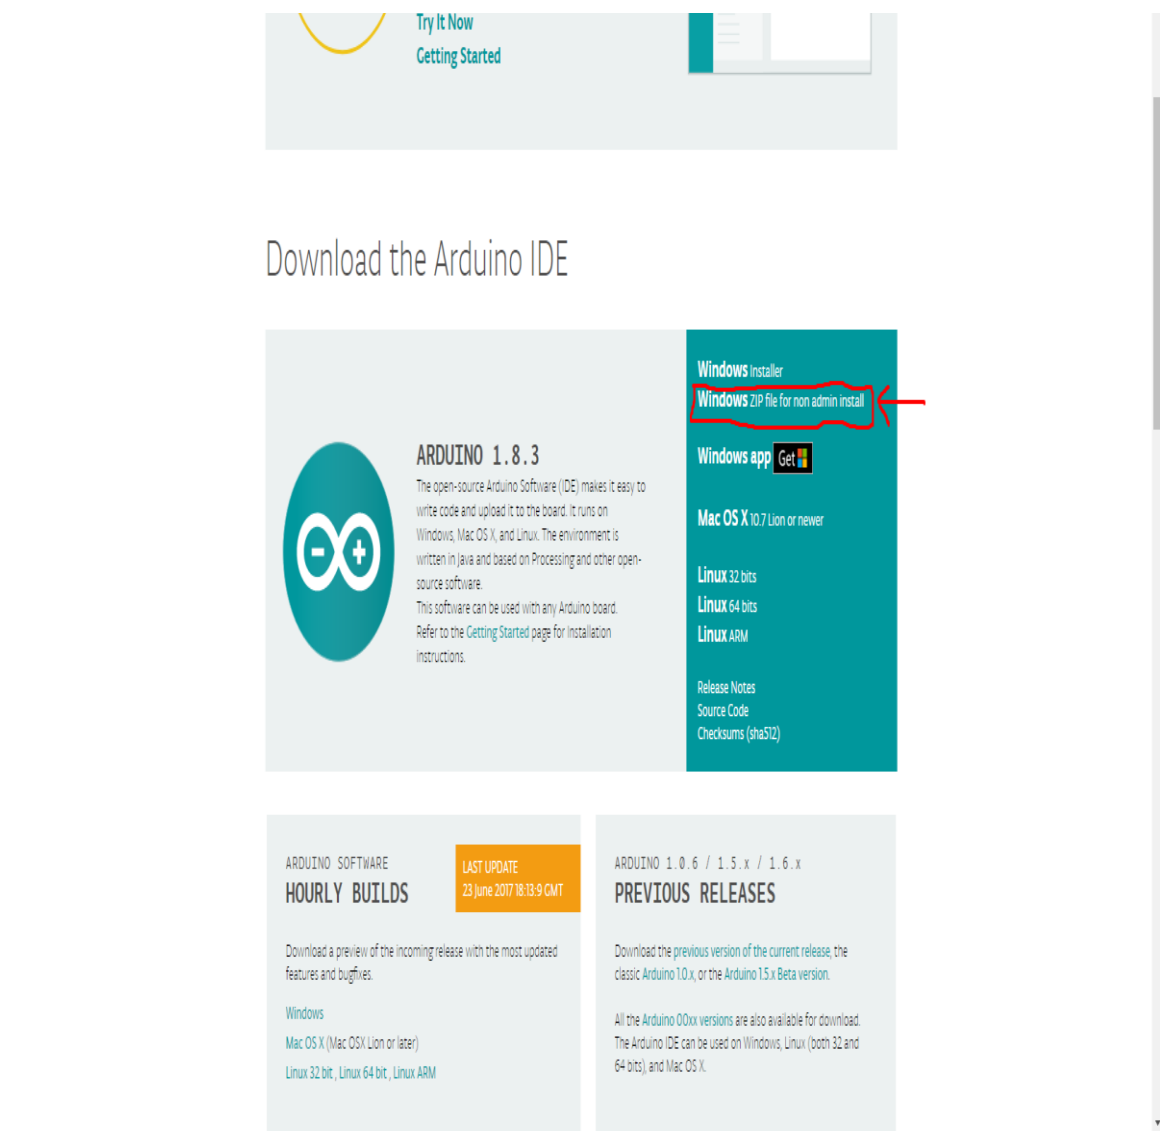 Try It Now
Getting Started
Download the Arduino IDE
ARDUINO 1.8.3
The open-source Arduino Software (IDE) makes it easy to
write code and upload it to the board. It runs on
Windows, Mac OS X, and Linux. The environment is
written in Java and based on Processing and other open-
source software.
This software can be used with any Arduino board.
Refer to the Getting Started page for Installation
instructions.
Windows Installer
Windows ZIP file for non admin install
Windows app Get
Mac OS X 10.7 Lion or newer
Linux 32 bits
Linux 64 bits
Linux ARM
Release Notes
Source Code
Checksums (sha512)
ARDUINO SOFTWARE
HOURLY BUILDS
LAST UPDATE
23 June 2017 18:13:9 GMT
Download a preview of the incoming release with the most updated
features and bugfixes.
Windows
Mac OS X (Mac OSX Lion or later)
Linux 32 bit , Linux 64 bit , Linux ARM
ARDUINO 1.0.6 / 1.5.x / 1.6.x
PREVIOUS RELEASES
Download the previous version of the current release, the
classic Arduino 1.0.x, or the Arduino 1.5.x Beta version.
All the Arduino 00xx versions are also available for download.
The Arduino IDE can be used on Windows, Linux (both 32 and
64 bits), and Mac OS X.